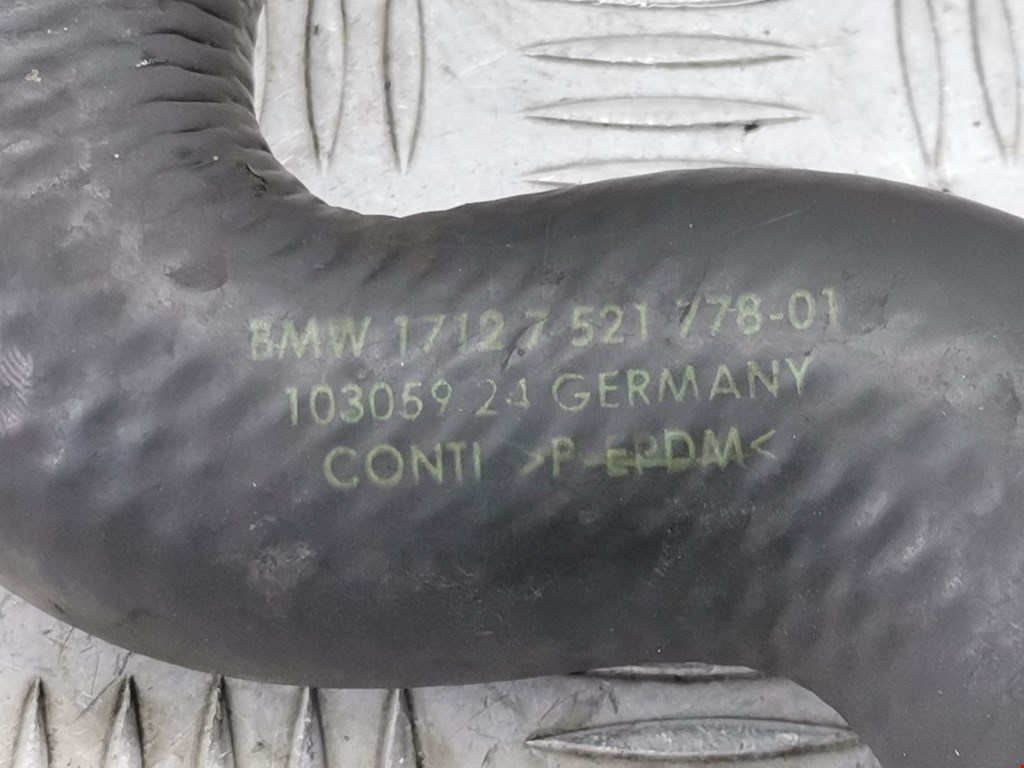 BMW 1712 7 521 778-01
103059 24 GERMANY
CONTI >P-EPDM<